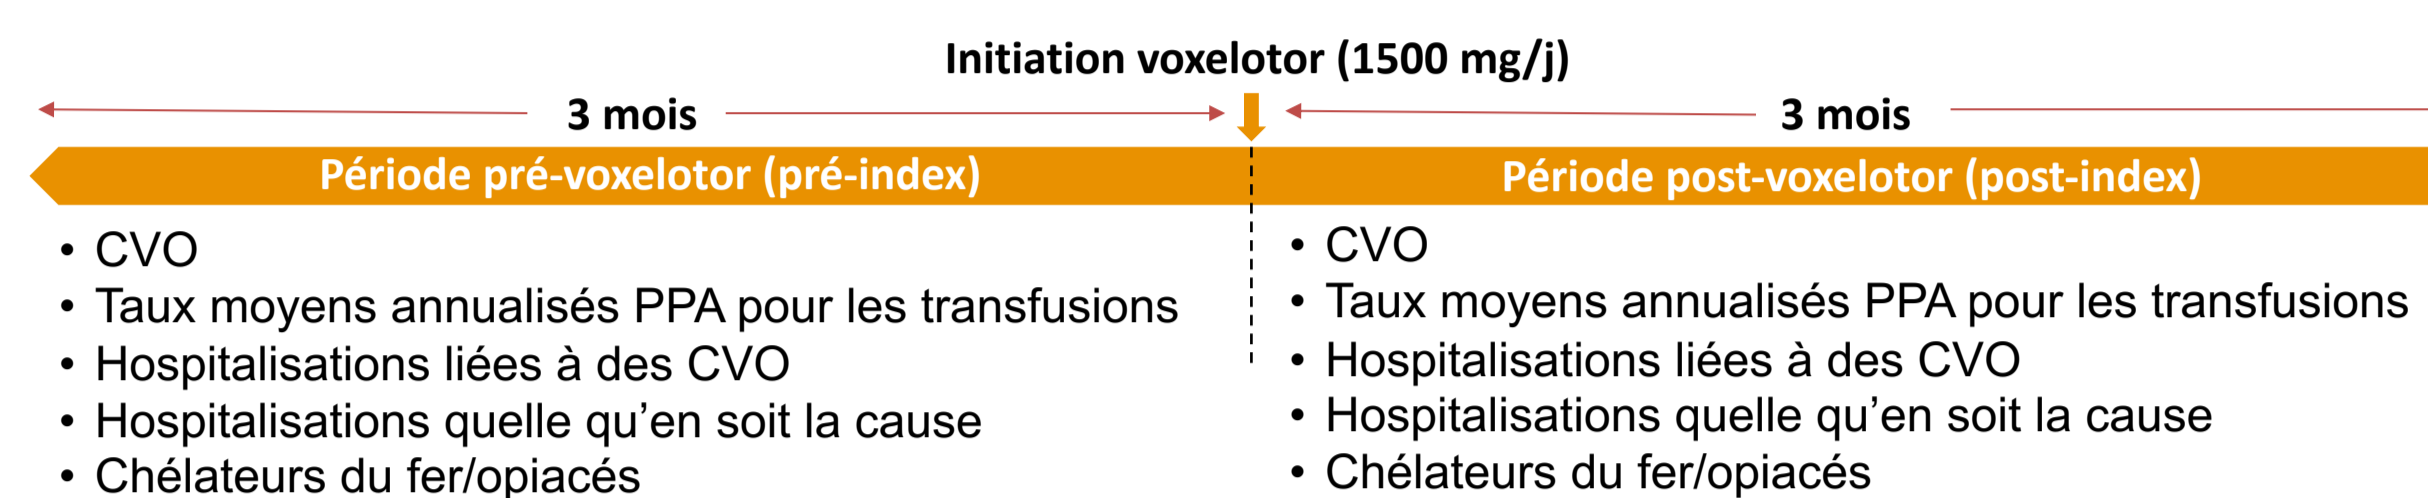 Initiation voxelotor (1500 mg/j)
3 mois
3 mois
Période pré-voxelotor (pré-index)
Période post-voxelotor (post-index)
• CVO
• Taux moyens annualisés PPA pour les transfusions
• Hospitalisations liées à des CVO
• Hospitalisations quelle qu’en soit la cause
• Chélateurs du fer/opiacés
• CVO
• Taux moyens annualisés PPA pour les transfusions
• Hospitalisations liées à des CVO
• Hospitalisations quelle qu’en soit la cause
• Chélateurs du fer/opiacés